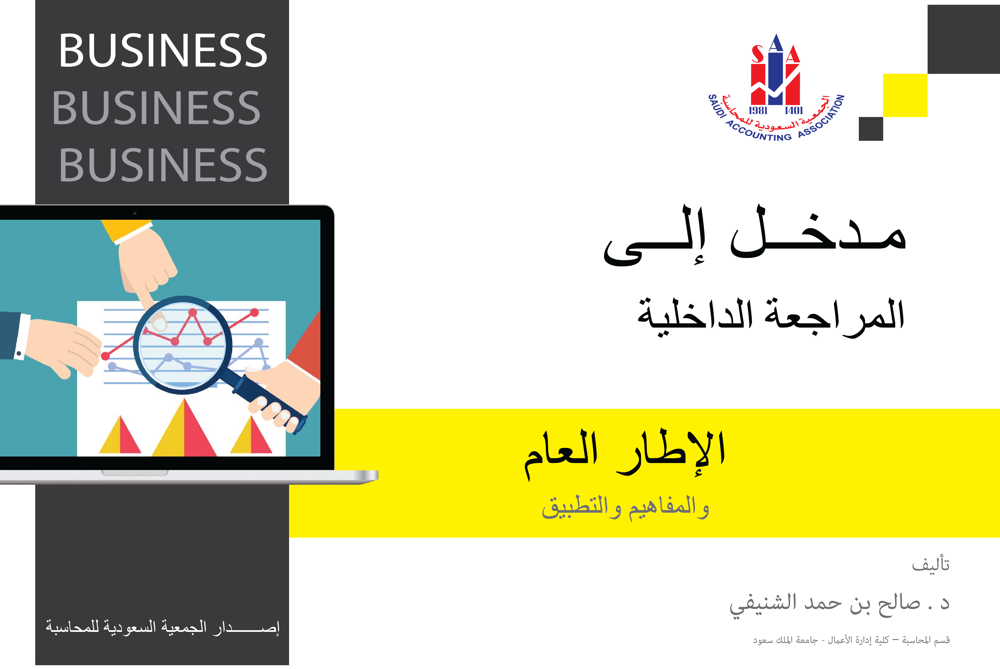 BUSINESS
BUSINESS
BUSINESS
SAA
1981 1401
الجمعية السعودية للمحاسبة
SAUDI ACCOUNTING ASSOCIATION
مدخــل إلــى
المراجعة الداخلية
الإطار العام
والمفاهيم والتطبيق
تأليف
د . صالح بن حمد الشنيفي
قسم المحاسبة – كلية إدارة الأعمال - جامعة الملك سعود
إصــــــدار الجمعية السعودية للمحاسبة